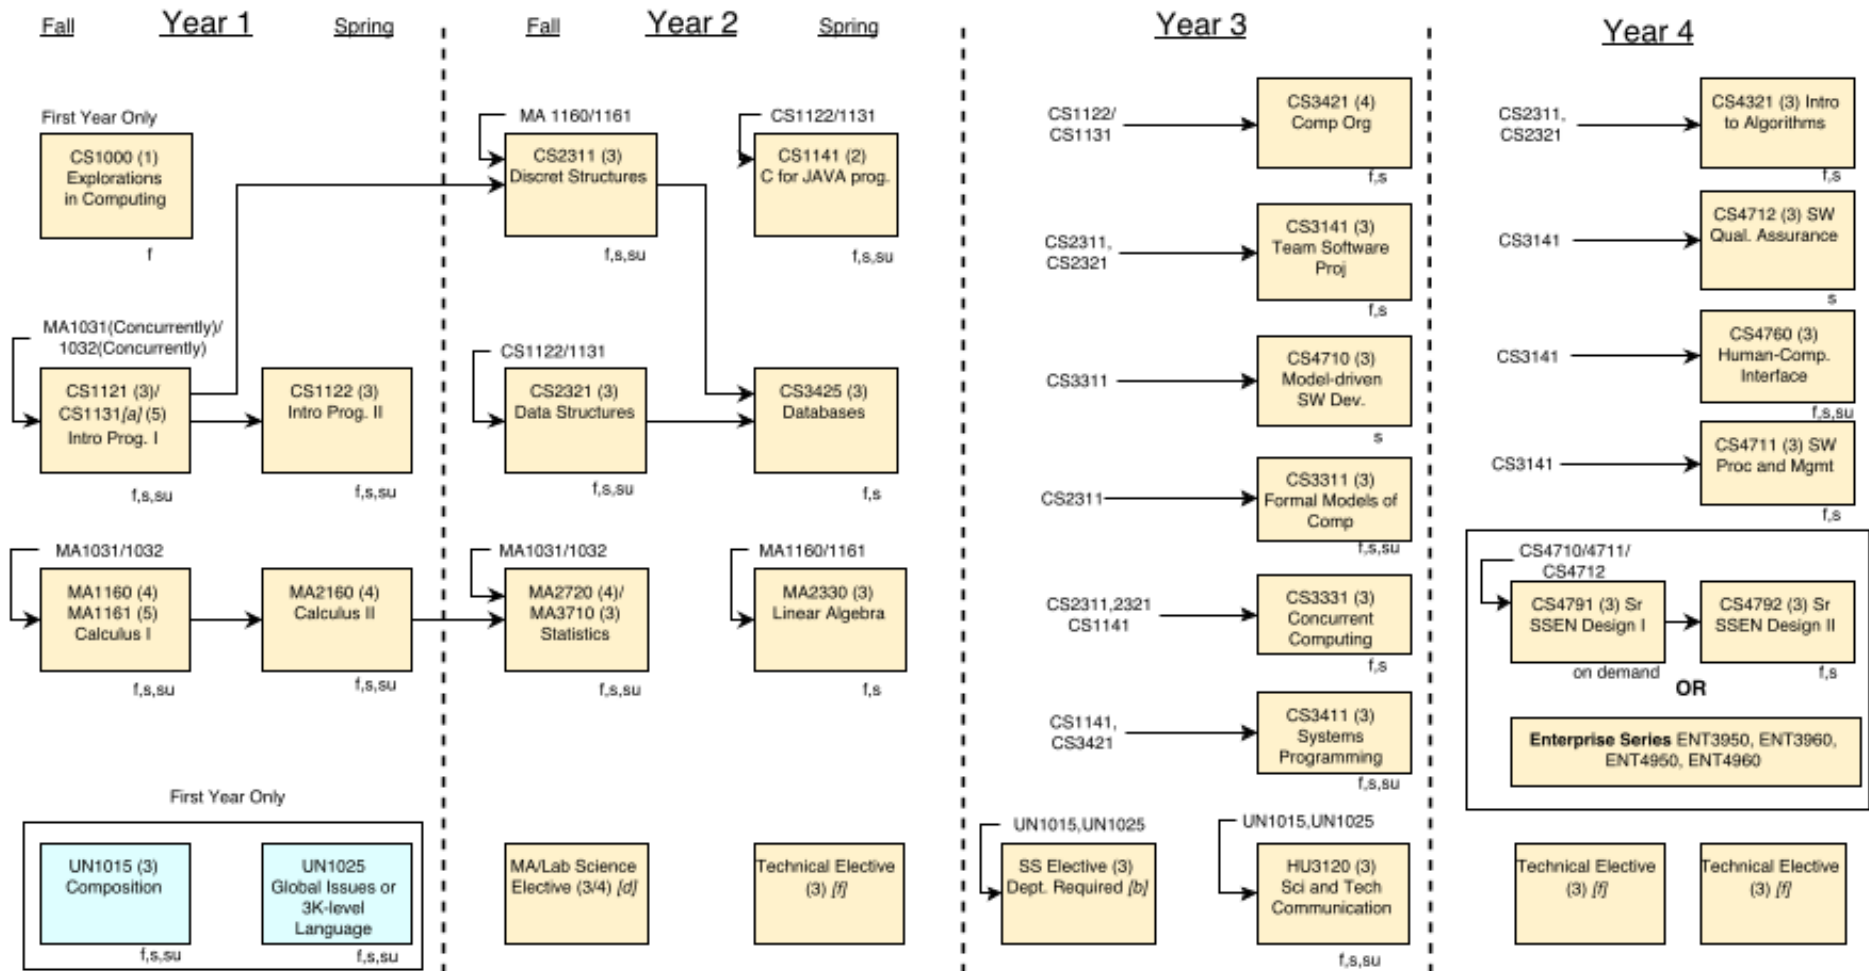 Fall
Year 1
Spring
First Year Only
CS1000 (1)
Explorations
in Computing
f
MA1031(Concurrently)/
1032(Concurrently)
CS1121 (3)/
CS1131[a] (5)
Intro Prog. I
f,s,su
CS1122 (3)
Intro Prog. II
f,s,su
MA1031/1032
MA1160 (4)
MA1161 (5)
Calculus I
f,s,su
MA2160 (4)
Calculus II
f,s,su
First Year Only
UN1015 (3)
Composition
f,s,su
UN1025
Global Issues or
3K-level
Language
f,s,su
Fall
Year 2
Spring
MA 1160/1161
CS2311 (3)
Discret Structures
f,s,su
CS1122/1131
CS1141 (2)
C for JAVA prog.
f,s,su
CS1122/1131
CS2321 (3)
Data Structures
f,s,su
CS3425 (3)
Databases
f,s
MA1031/1032
MA2720 (4)/
MA3710 (3)
Statistics
f,s,su
MA1160/1161
MA2330 (3)
Linear Algebra
f,s
MA/Lab Science
Elective (3/4) [d]
Technical Elective
(3) [f]
Year 3
CS1122/
CS1131
CS3421 (4)
Comp Org
f,s
CS2311,
CS2321
CS3141 (3)
Team Software
Proj
f,s
CS3311
CS4710 (3)
Model-driven
SW Dev.
s
CS2311
CS3311 (3)
Formal Models of
Comp
f,s,su
CS2311,2321
CS1141
CS3331 (3)
Concurrent
Computing
f,s
CS1141,
CS3421
CS3411 (3)
Systems
Programming
f,s,su
UN1015,UN1025
SS Elective (3)
Dept. Required [b]
UN1015,UN1025
HU3120 (3)
Sci and Tech
Communication
f,s,su
Year 4
CS2311,
CS2321
CS4321 (3) Intro
to Algorithms
f,s
CS3141
CS4712 (3) SW
Qual. Assurance
s
CS3141
CS4760 (3)
Human-Comp.
Interface
f,s,su
CS3141
CS4711 (3) SW
Proc and Mgmt
f,s
CS4710/4711/
CS4712
CS4791 (3) Sr
SSEN Design I
on demand
CS4792 (3) Sr
SSEN Design II
f,s
OR
Enterprise Series ENT3950, ENT3960,
ENT4950, ENT4960
Technical Elective
(3) [f]
Technical Elective
(3) [f]